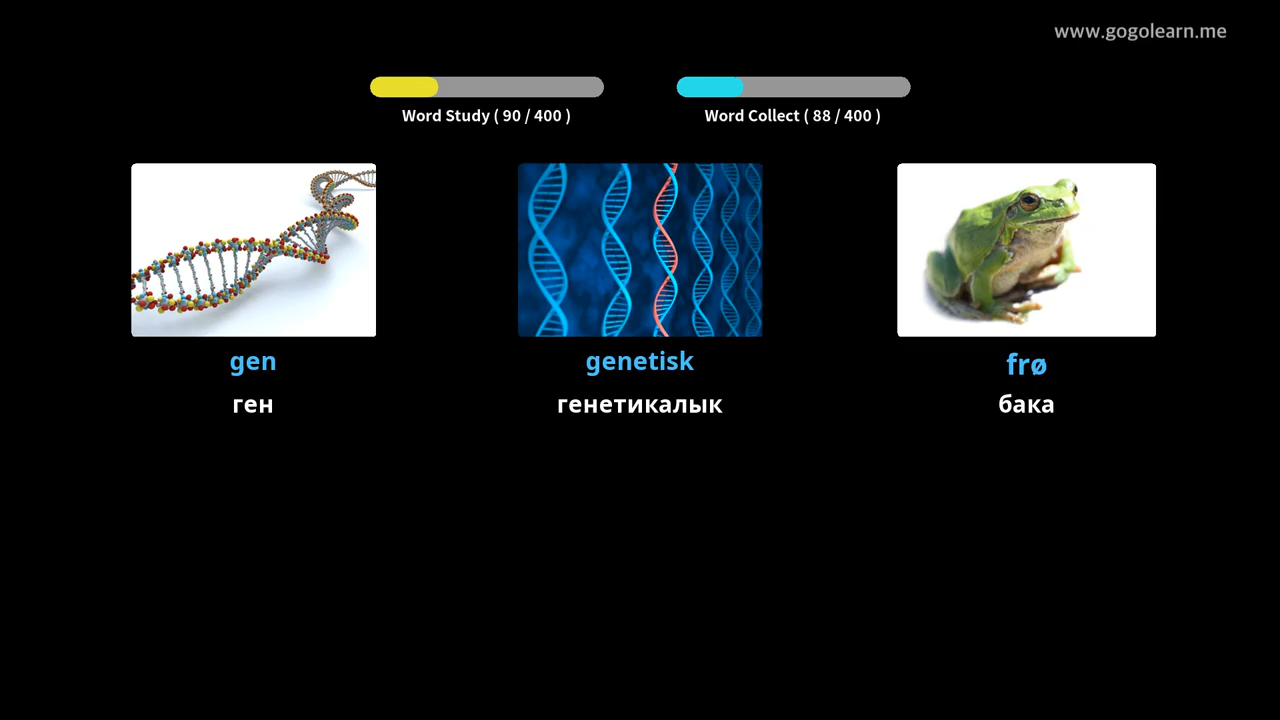 www.gogolearn.me
Word Study ( 90 / 400 )
Word Collect ( 88 / 400 )
gen
genetisk
frø
ген
генетикалык
бака